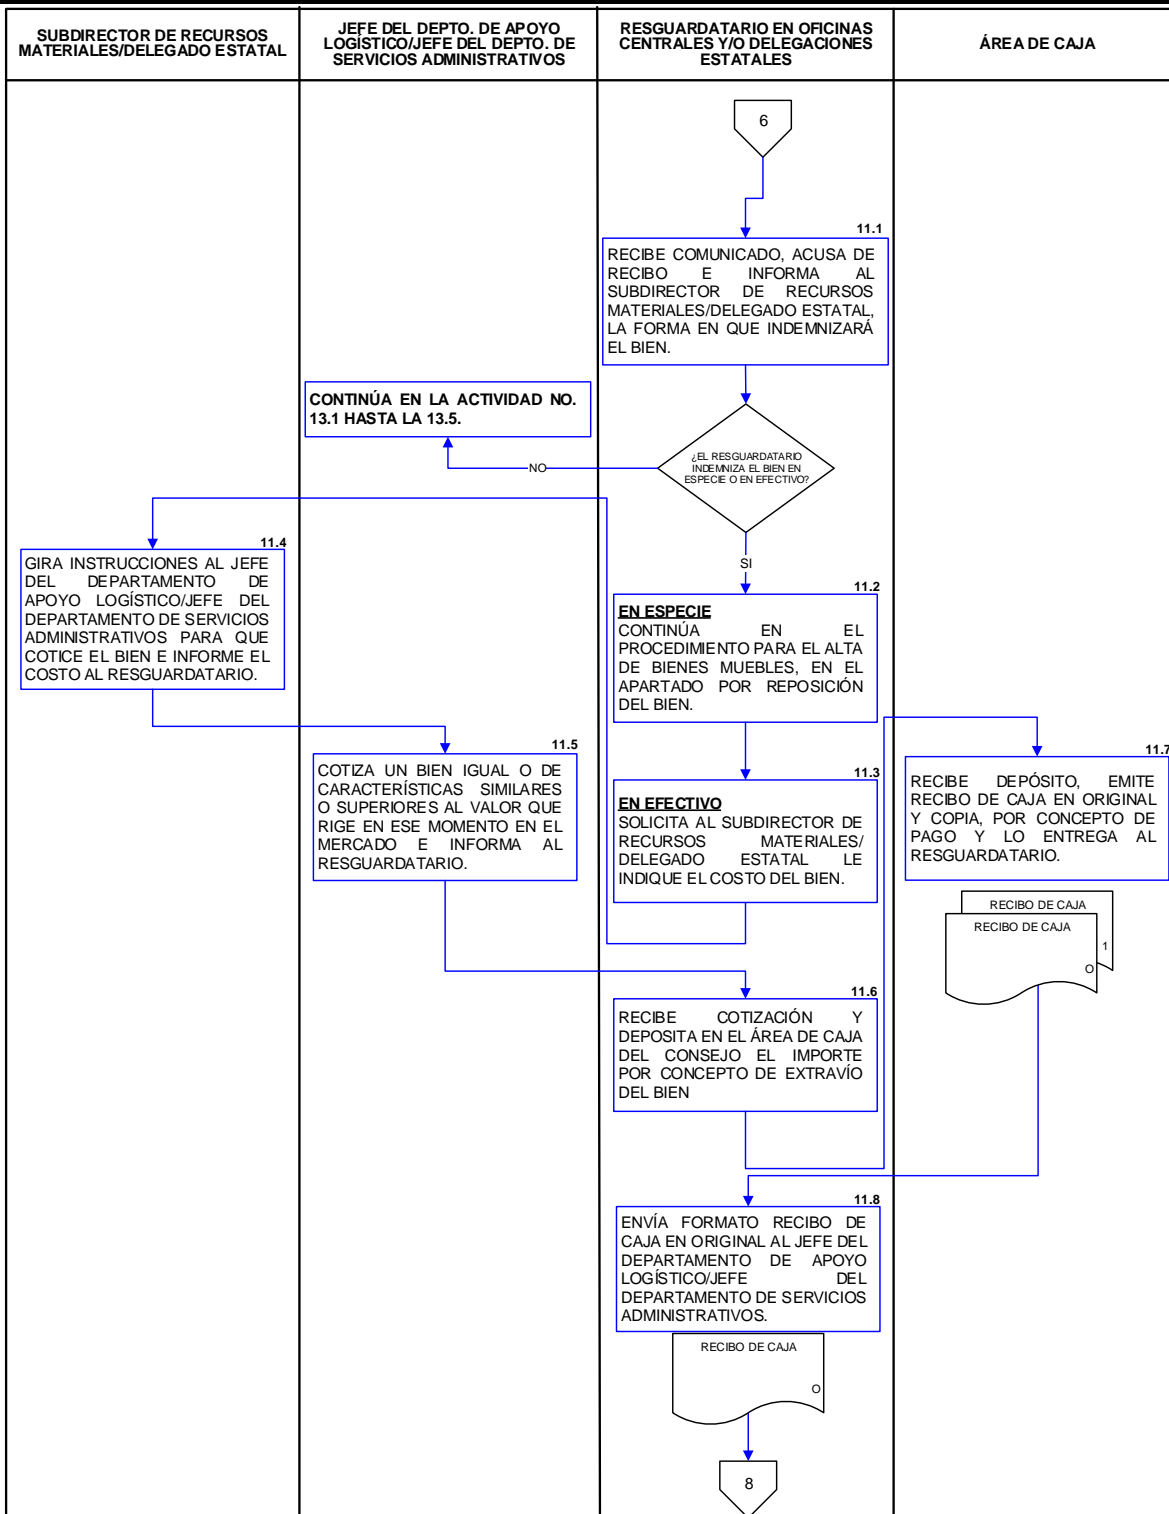 SUBDIRECTOR DE RECURSOS
MATERIALES/DELEGADO ESTATAL
JEFE DEL DEPTO. DE APOYO
LOGÍSTICO/JEFE DEL DEPTO. DE
SERVICIOS ADMINISTRATIVOS
RESGUARDATARIO EN OFICINAS
CENTRALES Y/O DELEGACIONES
ESTATALES
ÁREA DE CAJA
6
11.1
RECIBE COMUNICADO, ACUSA DE
RECIBO E INFORMA AL
SUBDIRECTOR DE RECURSOS
MATERIALES/DELEGADO ESTATAL,
LA FORMA EN QUE INDEMNIZARÁ
EL BIEN.
CONTINÚA EN LA ACTIVIDAD NO.
13.1 HASTA LA 13.5.
¿EL RESGUARDATARIO
INDEMNIZA EL BIEN EN
ESPECIE O EN EFECTIVO?
NO
SI
11.4
GIRA INSTRUCCIONES AL JEFE
DEL DEPARTAMENTO DE
APOYO LOGÍSTICO/JEFE DEL
DEPARTAMENTO DE SERVICIOS
ADMINISTRATIVOS PARA QUE
COTICE EL BIEN E INFORME EL
COSTO AL RESGUARDATARIO.
11.2
EN ESPECIE
CONTINÚA EN EL
PROCEDIMIENTO PARA EL ALTA
DE BIENES MUEBLES, EN EL
APARTADO POR REPOSICIÓN
DEL BIEN.
11.5
COTIZA UN BIEN IGUAL O DE
CARACTERÍSTICAS SIMILARES
O SUPERIORES AL VALOR QUE
RIGE EN ESE MOMENTO EN EL
MERCADO E INFORMA AL
RESGUARDATARIO.
11.3
EN EFECTIVO
SOLICITA AL SUBDIRECTOR DE
RECURSOS MATERIALES/
DELEGADO ESTATAL LE
INDIQUE EL COSTO DEL BIEN.
11.7
RECIBE DEPÓSITO, EMITE
RECIBO DE CAJA EN ORIGINAL
Y COPIA, POR CONCEPTO DE
PAGO Y LO ENTREGA AL
RESGUARDATARIO.
RECIBO DE CAJA
RECIBO DE CAJA
1
O
11.6
RECIBE COTIZACIÓN Y
DEPOSITA EN EL ÁREA DE CAJA
DEL CONSEJO EL IMPORTE
POR CONCEPTO DE EXTRAVÍO
DEL BIEN
11.8
ENVÍA FORMATO RECIBO DE
CAJA EN ORIGINAL AL JEFE DEL
DEPARTAMENTO DE APOYO
LOGÍSTICO/JEFE DEL
DEPARTAMENTO DE SERVICIOS
ADMINISTRATIVOS.
RECIBO DE CAJA
O
8